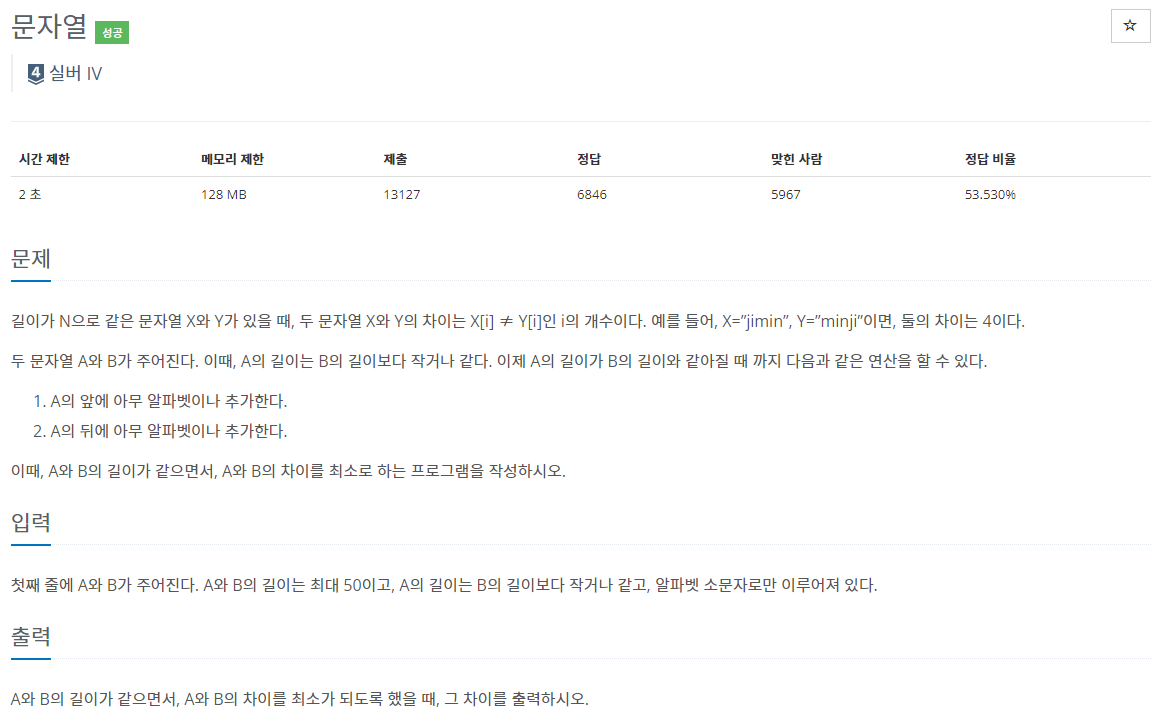 문자열 성공
☆
4 실버 IV
시간 제한 메모리 제한 제출 정답 맞힌 사람 정답 비율
2 초 128 MB 13127 6846 5967 53.530%
문제
길이가 N으로 같은 문자열 X와 Y가 있을 때, 두 문자열 X와 Y의 차이는 X[i] ≠ Y[i]인 i의 개수이다. 예를 들어, X=”jimin”, Y=”minji”이면, 둘의 차이는 4이다.
두 문자열 A와 B가 주어진다. 이때, A의 길이는 B의 길이보다 작거나 같다. 이제 A의 길이가 B의 길이와 같아질 때 까지 다음과 같은 연산을 할 수 있다.
1. A의 앞에 아무 알파벳이나 추가한다.
2. A의 뒤에 아무 알파벳이나 추가한다.
이때, A와 B의 길이가 같으면서, A와 B의 차이를 최소로 하는 프로그램을 작성하시오.
입력
첫째 줄에 A와 B가 주어진다. A와 B의 길이는 최대 50이고, A의 길이는 B의 길이보다 작거나 같고, 알파벳 소문자로만 이루어져 있다.
출력
A와 B의 길이가 같으면서, A와 B의 차이를 최소가 되도록 했을 때, 그 차이를 출력하시오.